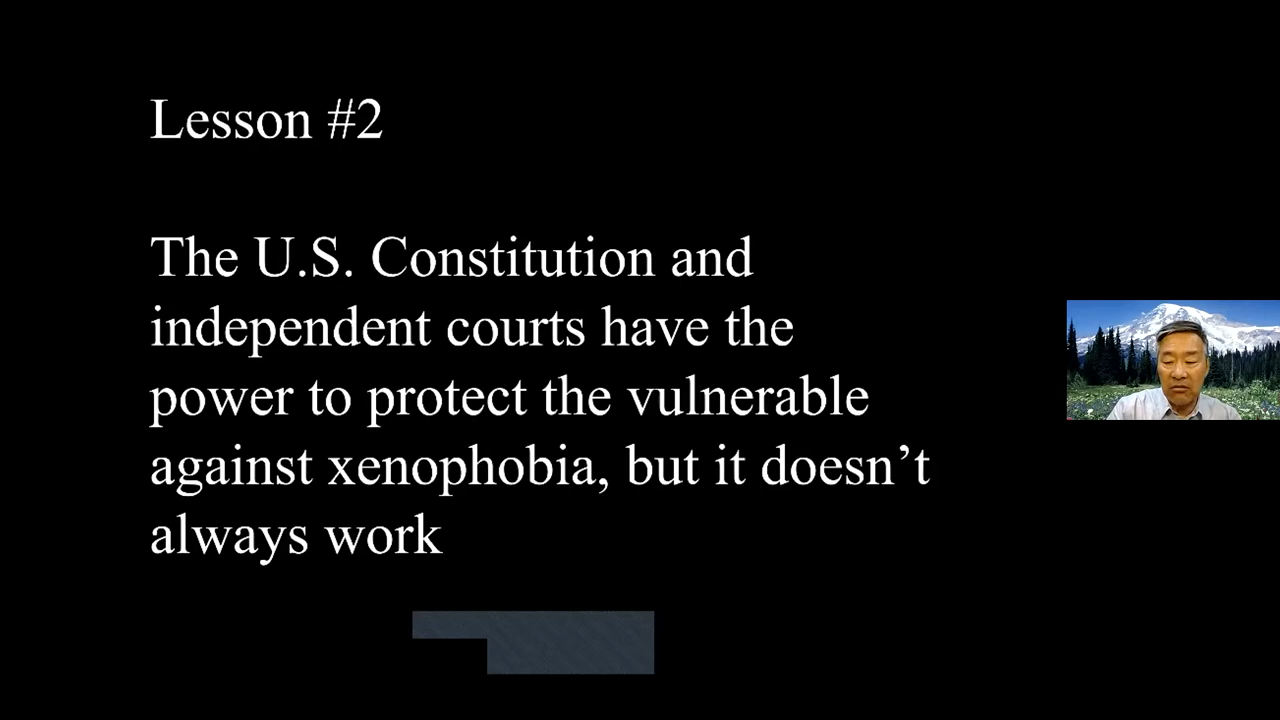 Lesson #2
The U.S. Constitution and
independent courts have the
power to protect the vulnerable
against xenophobia, but it doesn’t
always work